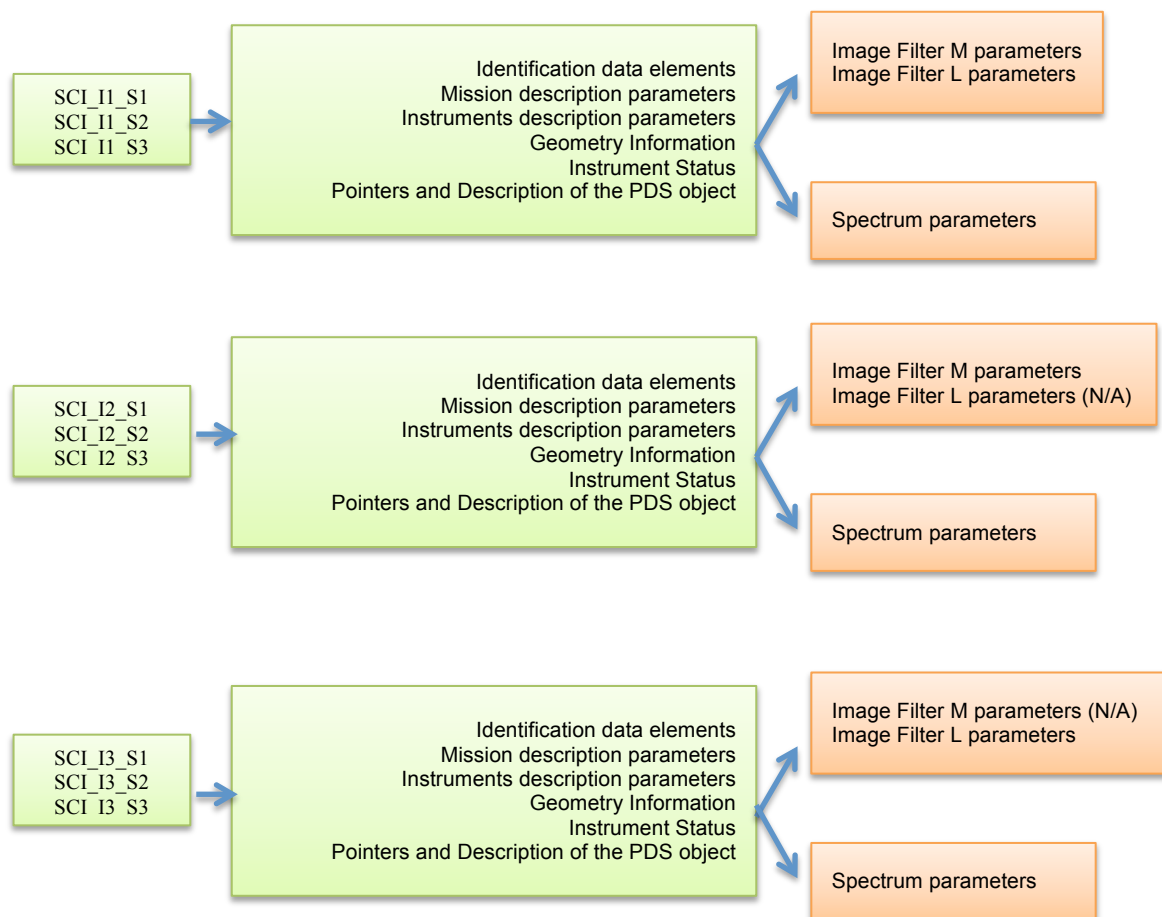 SCI_I1_S1
SCI_I1_S2
SCI_I1_S3
Identification data elements
Mission description parameters
Instruments description parameters
Geometry Information
Instrument Status
Pointers and Description of the PDS object
Image Filter M parameters
Image Filter L parameters
Spectrum parameters
SCI_I2_S1
SCI_I2_S2
SCI_I2_S3
Identification data elements
Mission description parameters
Instruments description parameters
Geometry Information
Instrument Status
Pointers and Description of the PDS object
Image Filter M parameters
Image Filter L parameters (N/A)
Spectrum parameters
SCI_I3_S1
SCI_I3_S2
SCI_I3_S3
Identification data elements
Mission description parameters
Instruments description parameters
Geometry Information
Instrument Status
Pointers and Description of the PDS object
Image Filter M parameters (N/A)
Image Filter L parameters
Spectrum parameters